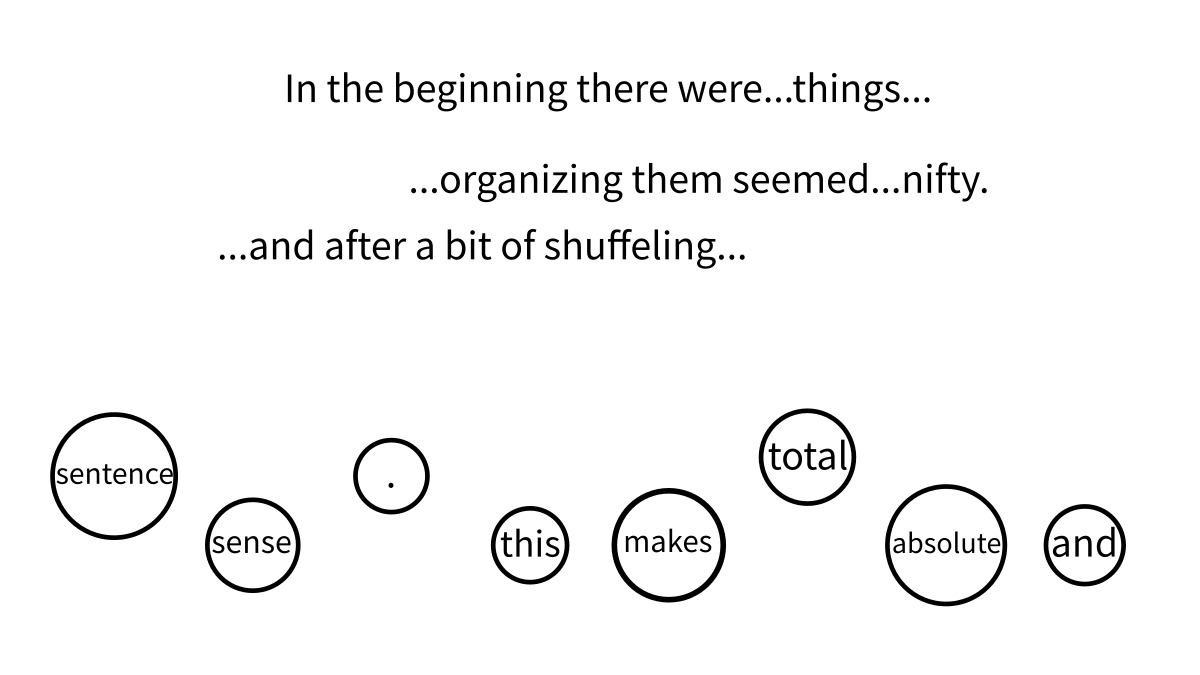 In the beginning there were...things...
...organizing them seemed...nifty.
...and after a bit of shuffeling...
sentence sense . this makes total absolute and